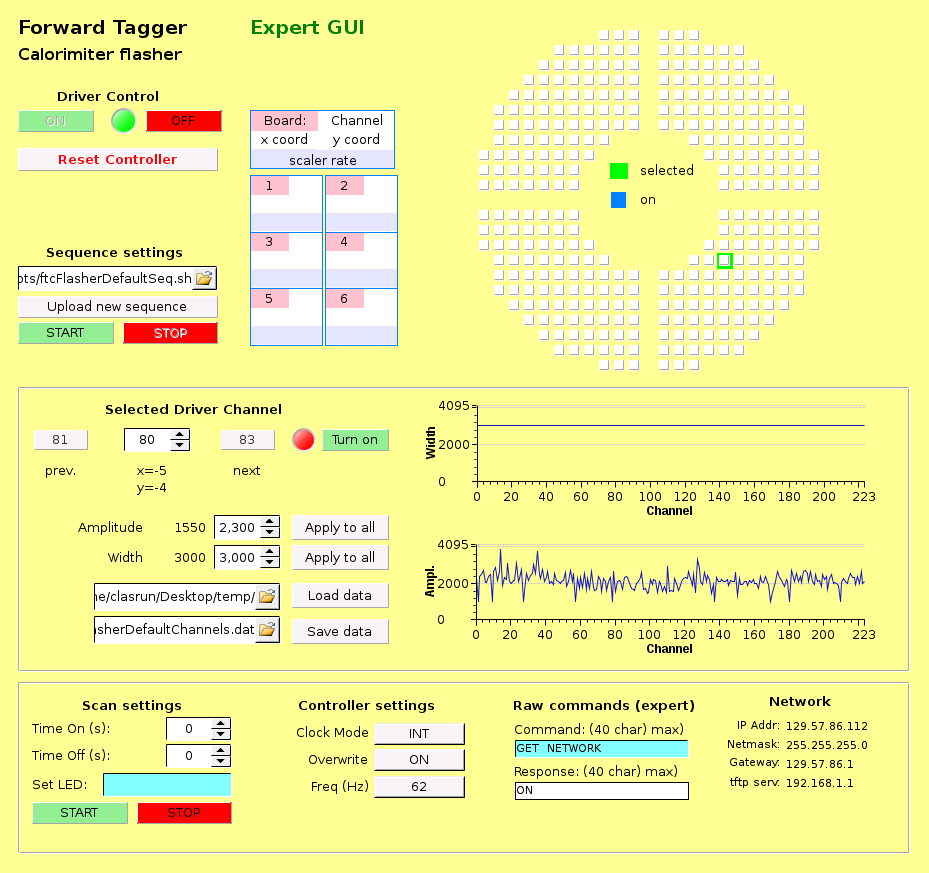 Forward Tagger
Expert GUI
Calorimiter flasher
Driver Control
ON
OFF
Reset Controller
Board:
Channel
x coord
y coord
scaler rate
1
2
3
4
5
6
selected
on
Sequence settings
ots/ftcFlasherDefaultSeq.sh
Upload new sequence
START
STOP
Selected Driver Channel
81
80
83
Turn on
prev.
x=-5
next
y=-4
Amplitude
1550
2,300
Apply to all
Width
3000
3,000
Apply to all
ne/clasrun/Desktop/temp/
Load data
asherDefaultChannels.dat
Save data
4095
2000
0
Width
0 20 40 60 80 100 120 140 160 180 200 223
Channel
4095
2000
0
Ampl.
0 20 40 60 80 100 120 140 160 180 200 223
Channel
Scan settings
Time On (s):
0
Time Off (s):
0
Set LED:
START
STOP
Controller settings
Clock Mode
INT
Overwrite
ON
Freq (Hz)
62
Raw commands (expert)
Command: (40 char) max)
GET NETWORK
Response: (40 char) max)
ON
Network
IP Addr: 129.57.86.112
Netmask: 255.255.255.0
Gateway: 129.57.86.1
tftp serv: 192.168.1.1